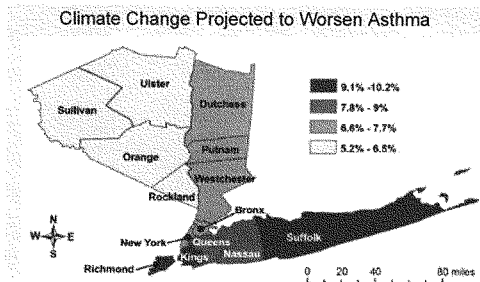 Climate Change Projected to Worsen Asthma
Ulster
Sullivan
Dutchess
9.1% -10.2%
7.8% - 9%
6.6% - 7.7%
5.2% - 6.5%
Orange
Putnam
Westchester
Rockland
Bronx
N
W E
S
New York
Queens
Suffolk
Richmond
Kings
Nassau
0 20 40 80 miles